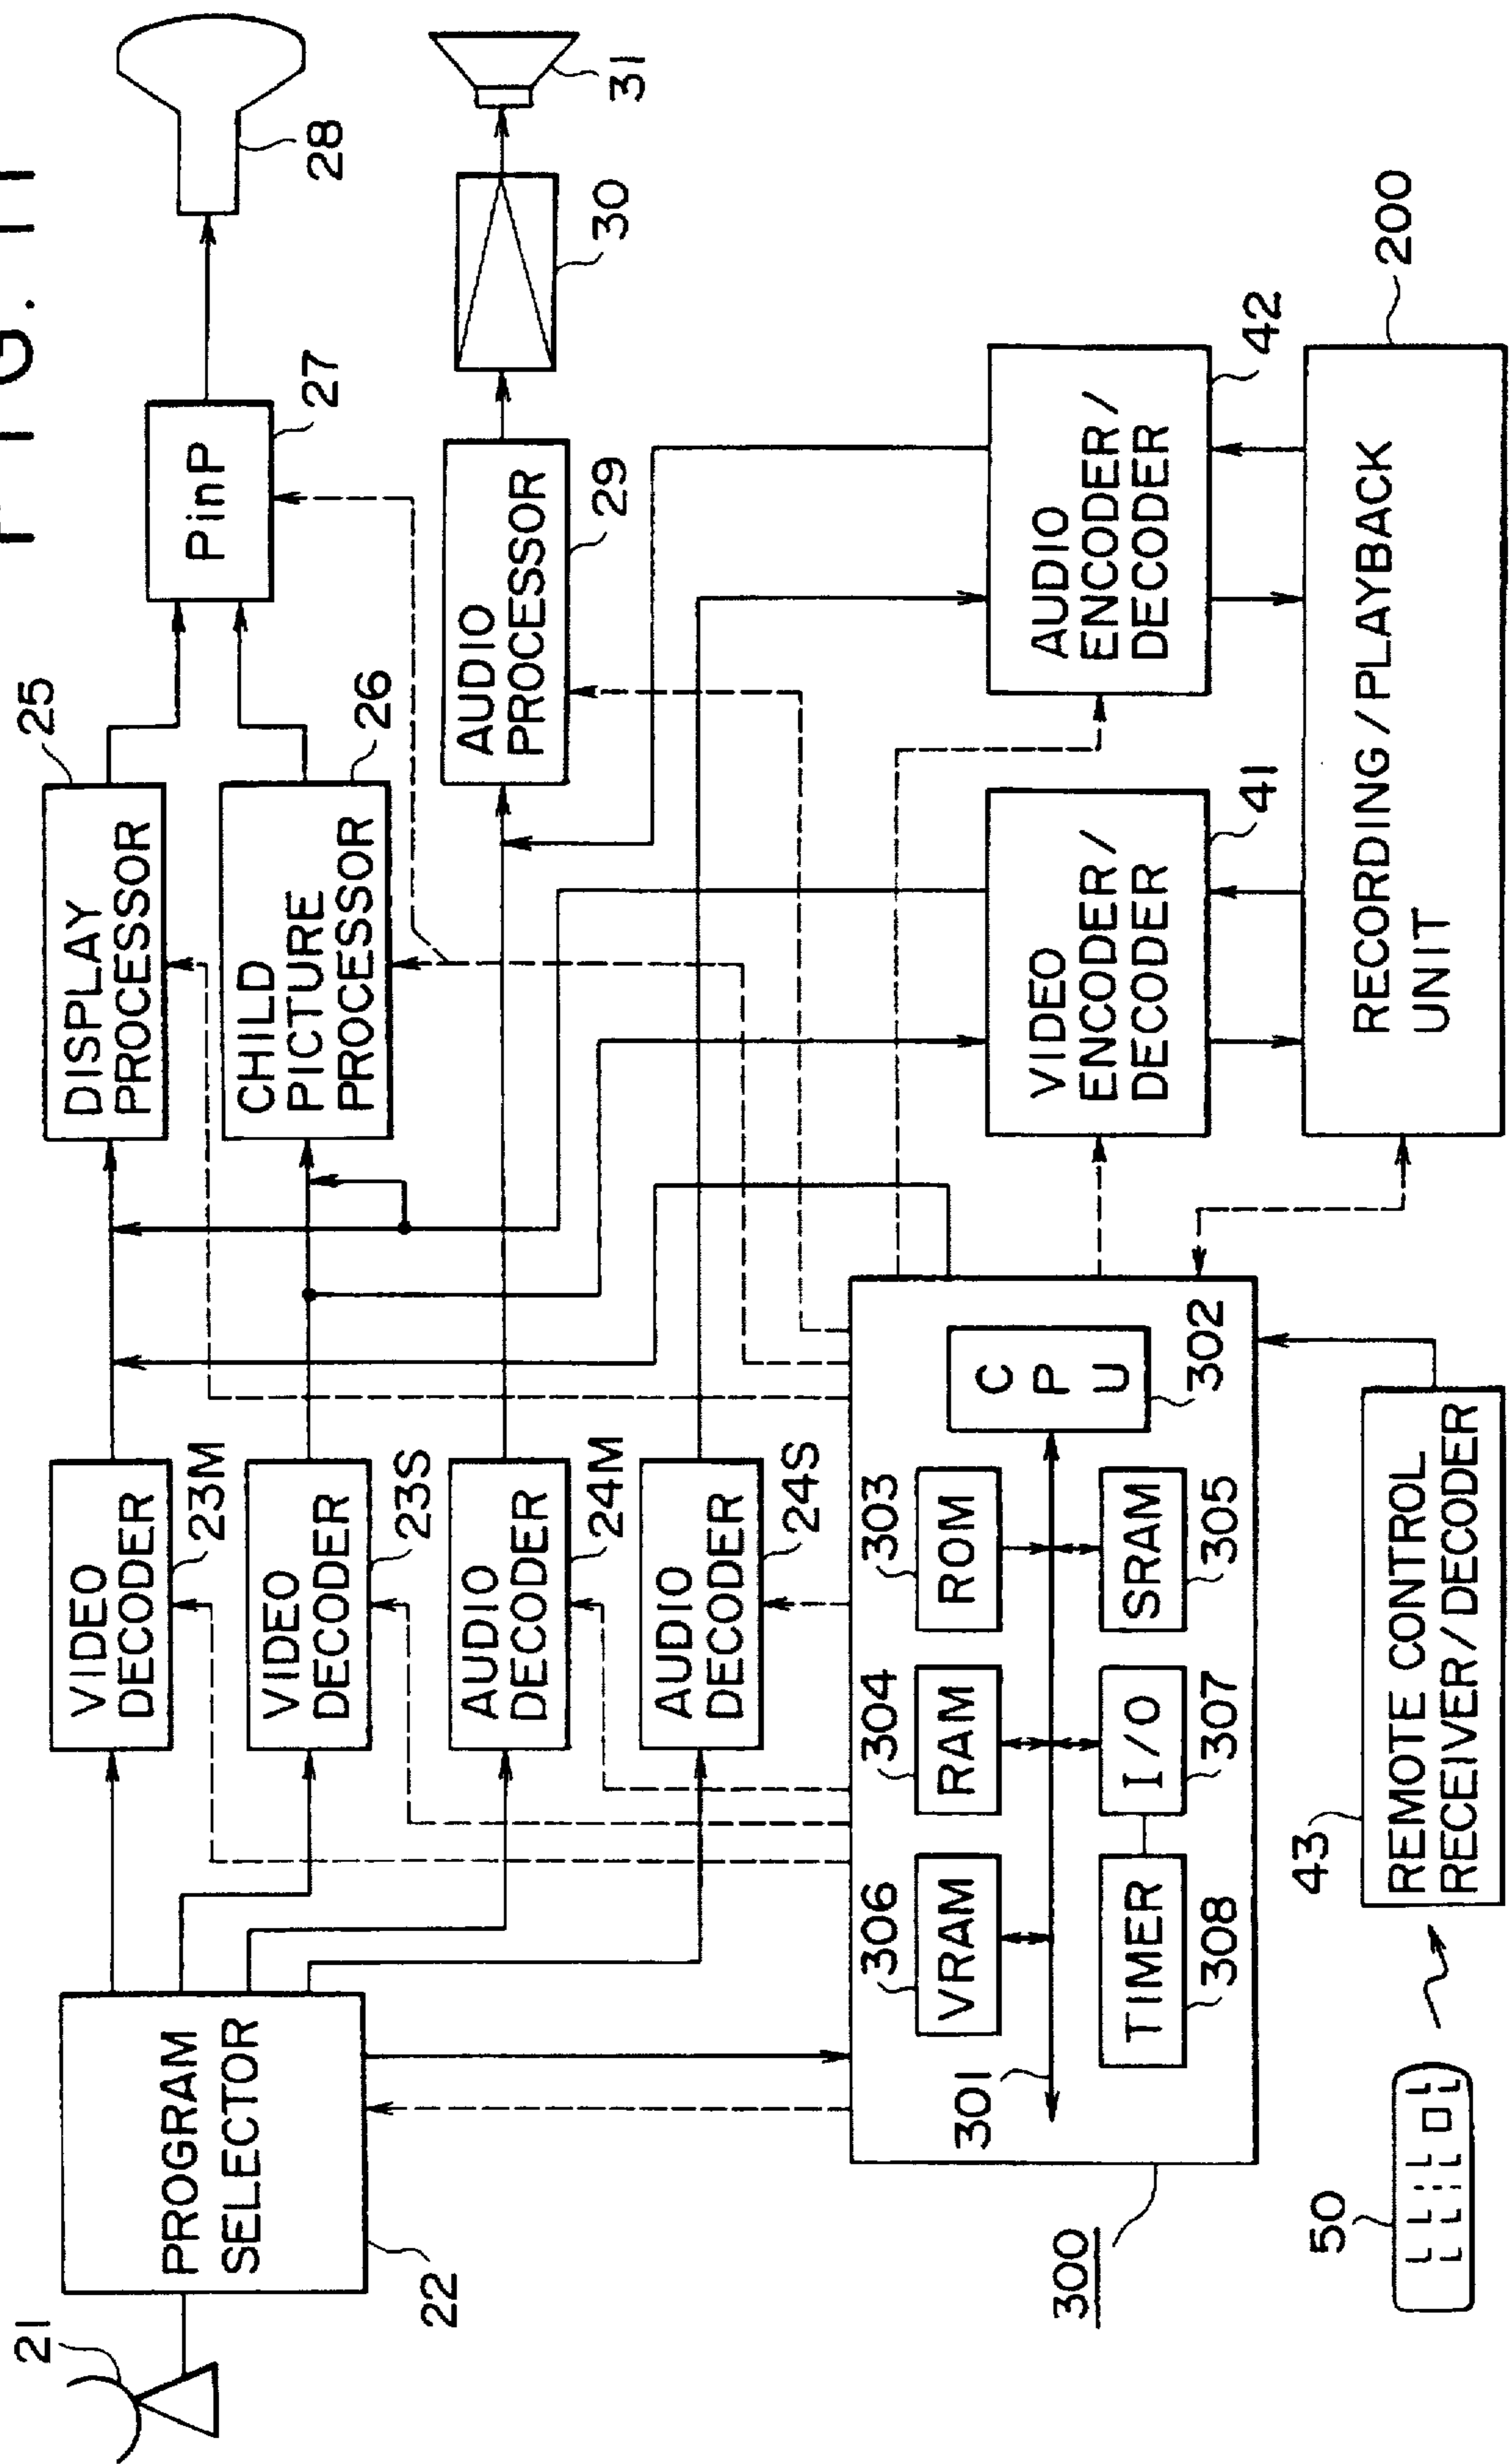 FIG. 11
21
PROGRAM
SELECTOR
22
VIDEO
DECODER
23M
VIDEO
DECODER
23S
AUDIO
DECODER
24M
AUDIO
DECODER
24S
DISPLAY
PROCESSOR
25
CHILD
PICTURE
PROCESSOR
26
PinP
27
28
AUDIO
PROCESSOR
29
30
31
300
301
VRAM
306
RAM
304
ROM
303
CPU
302
TIMER
308
I/O
307
SRAM
305
VIDEO
ENCODER/
DECODER
41
AUDIO
ENCODER/
DECODER
42
RECORDING/PLAYBACK
UNIT
200
50
43
REMOTE CONTROL
RECEIVER/DECODER